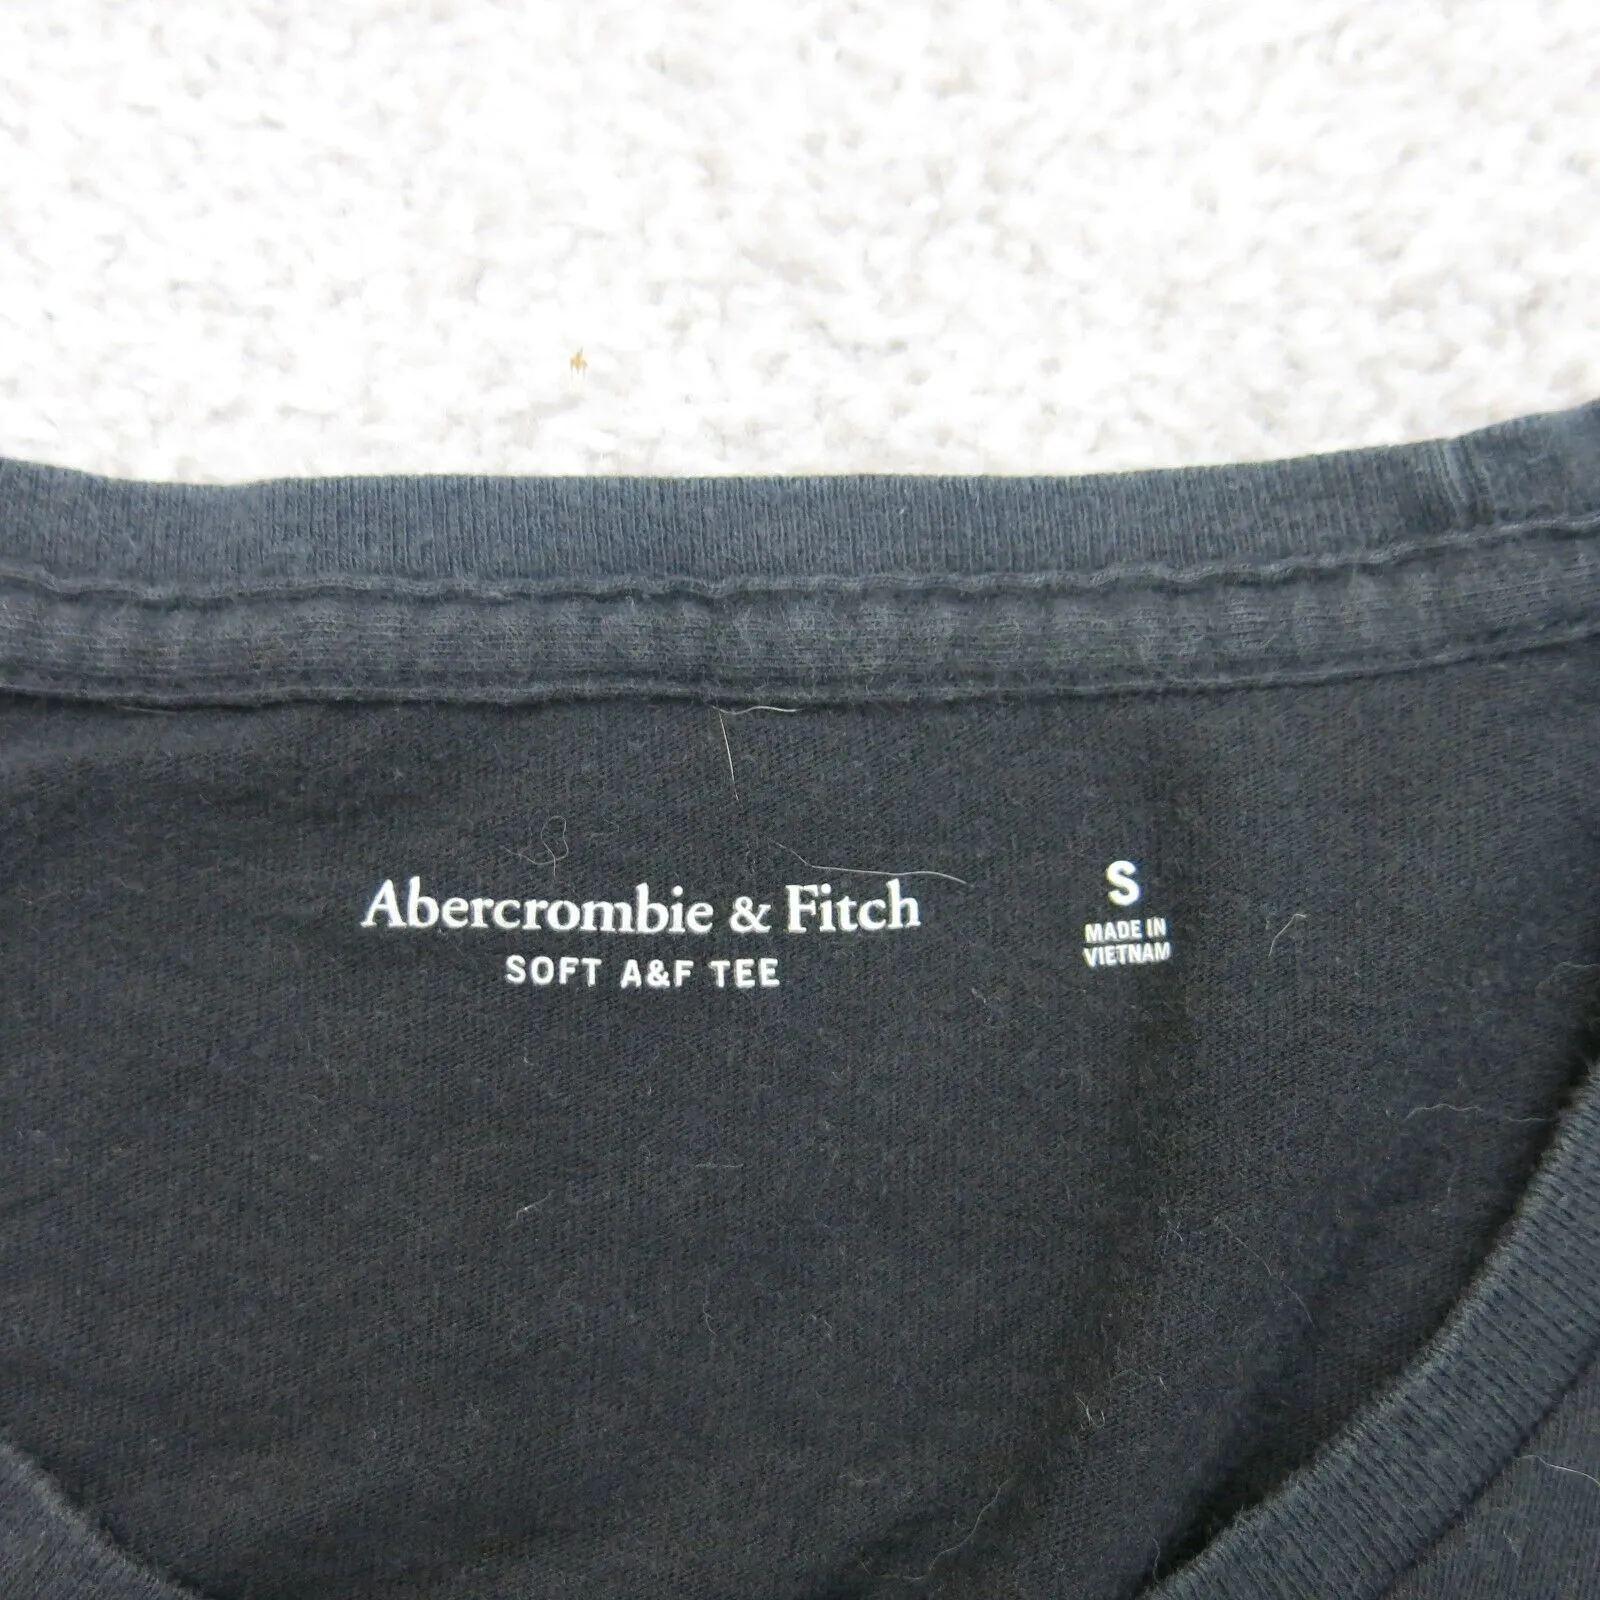 Abercrombie & Fitch
SOFT A&F TEE
S
MADE IN
VIETNAM